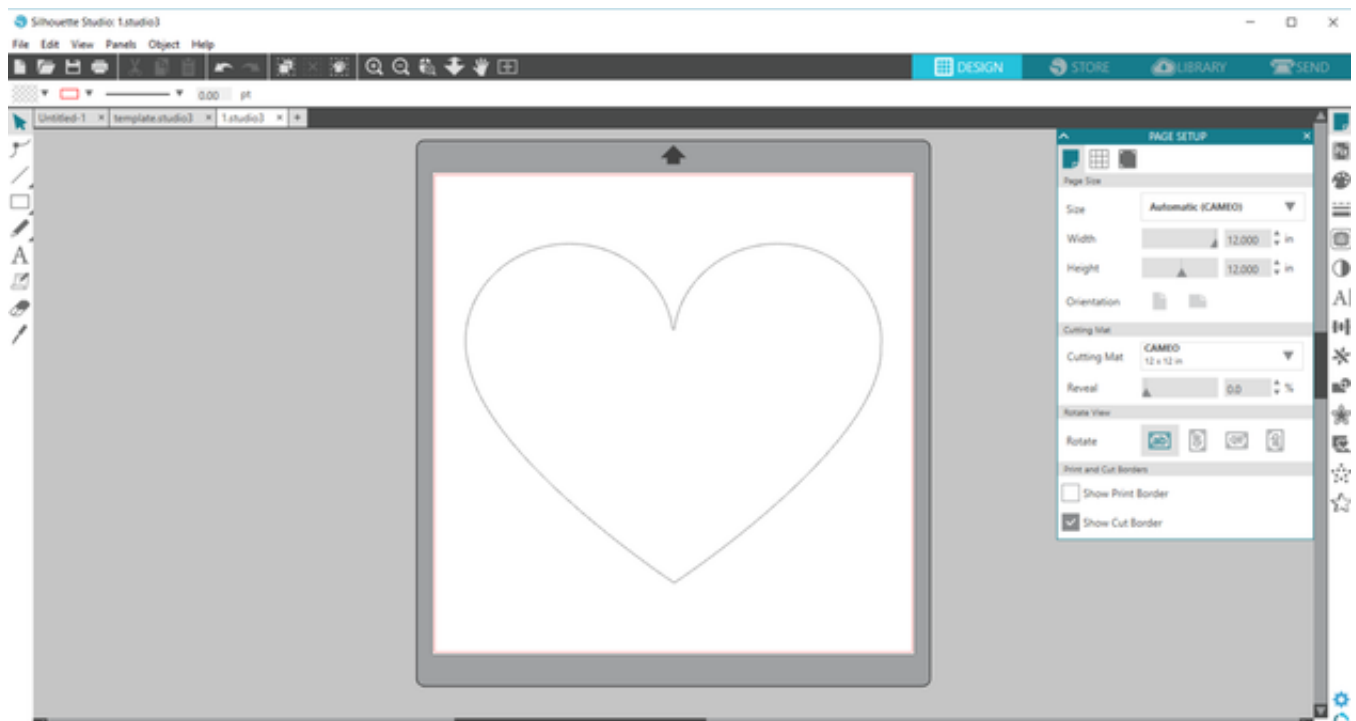 Silhouette Studio: 1.studio3
File Edit View Panels Object Help
DESIGN STORE LIBRARY SEND
0.00 pt
Untitled-1 × template.studio3 × 1.studio3 × +
PAGE SETUP
Page Size
Size Automatic (CAMEO)
Width 12.000 in
Height 12.000 in
Orientation
Cutting Mat
Cutting Mat CAMEO
12 x 12 in
Reveal 0.0 %
Rotate View
Rotate
Print and Cut Borders
Show Print Border
Show Cut Border